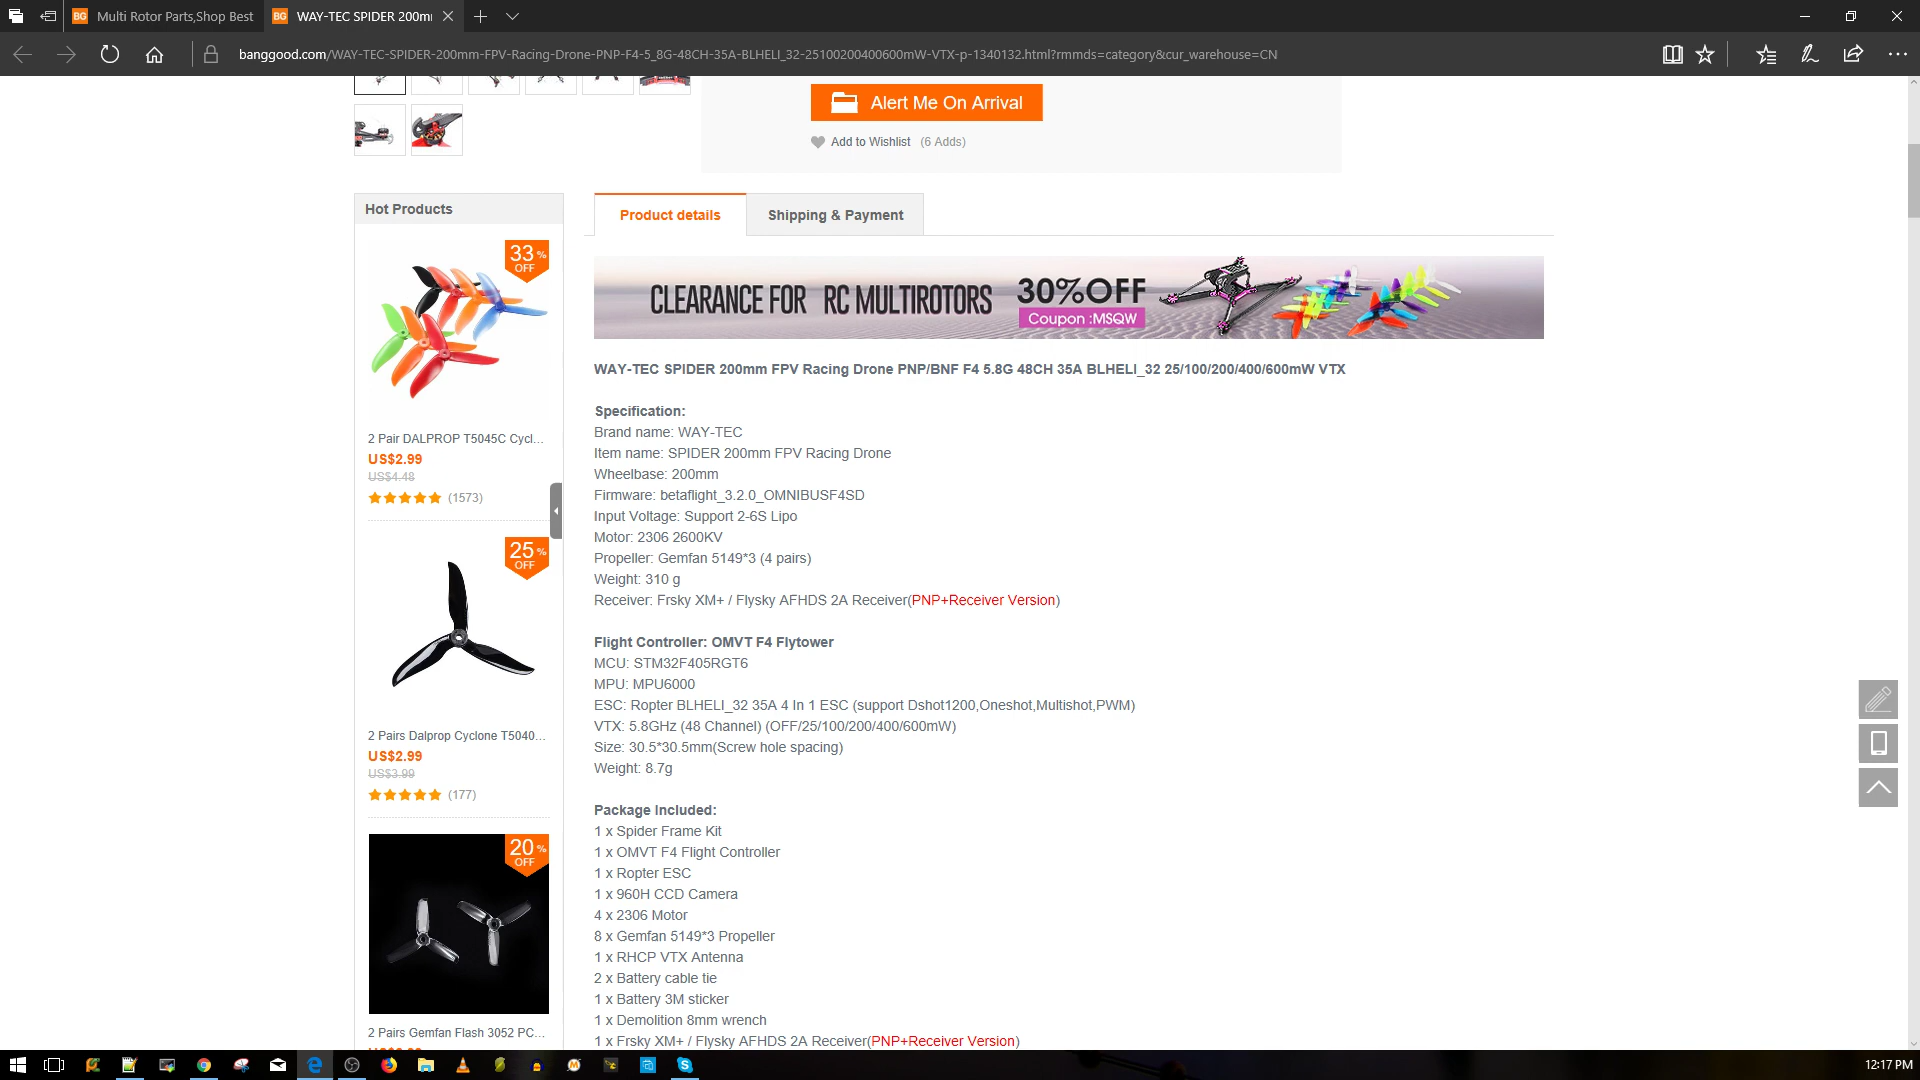 Multi Rotor Parts,Shop Best
WAY-TEC SPIDER 200mm
banggood.com/WAY-TEC-SPIDER-200mm-FPV-Racing-Drone-PNP-F4-5_8G-48CH-35A-BLHELI_32-25100200400600mW-VTX-p-1340132.html?rmmds=category&cur_warehouse=CN
Alert Me On Arrival
Add to Wishlist (6 Adds)
Hot Products
33% OFF
2 Pair DALPROP T5045C Cycl...
US$2.99
US$4.48
(1573)
25% OFF
2 Pairs Dalprop Cyclone T5040...
US$2.99
US$3.99
(177)
20% OFF
2 Pairs Gemfan Flash 3052 PC...
Product details
Shipping & Payment
CLEARANCE FOR RC MULTIROTORS 30%OFF
Coupon :MSQW
WAY-TEC SPIDER 200mm FPV Racing Drone PNP/BNF F4 5.8G 48CH 35A BLHELI_32 25/100/200/400/600mW VTX
Specification:
Brand name: WAY-TEC
Item name: SPIDER 200mm FPV Racing Drone
Wheelbase: 200mm
Firmware: betaflight_3.2.0_OMNIBUSF4SD
Input Voltage: Support 2-6S Lipo
Motor: 2306 2600KV
Propeller: Gemfan 5149*3 (4 pairs)
Weight: 310 g
Receiver: Frsky XM+ / Flysky AFHDS 2A Receiver(PNP+Receiver Version)
Flight Controller: OMVT F4 Flytower
MCU: STM32F405RGT6
MPU: MPU6000
ESC: Ropter BLHELI_32 35A 4 In 1 ESC (support Dshot1200,Oneshot,Multishot,PWM)
VTX: 5.8GHz (48 Channel) (OFF/25/100/200/400/600mW)
Size: 30.5*30.5mm(Screw hole spacing)
Weight: 8.7g
Package Included:
1 x Spider Frame Kit
1 x OMVT F4 Flight Controller
1 x Ropter ESC
1 x 960H CCD Camera
4 x 2306 Motor
8 x Gemfan 5149*3 Propeller
1 x RHCP VTX Antenna
2 x Battery cable tie
1 x Battery 3M sticker
1 x Demolition 8mm wrench
1 x Frsky XM+ / Flysky AFHDS 2A Receiver(PNP+Receiver Version)
12:17 PM